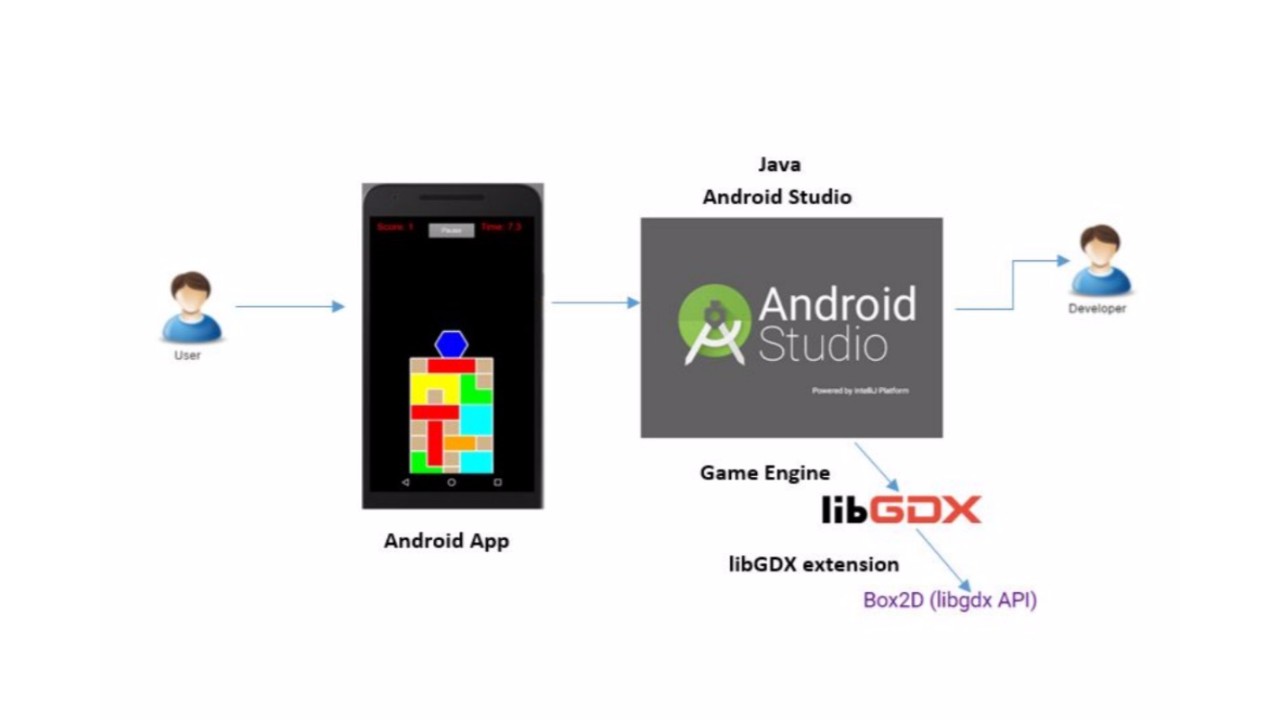 Java
Android Studio
Score: 1
Pause
Time: 7.3
Android
Studio
Powered by IntelliJ Platform
User
Developer
Android App
Game Engine
libGDX
libGDX extension
Box2D (libgdx API)